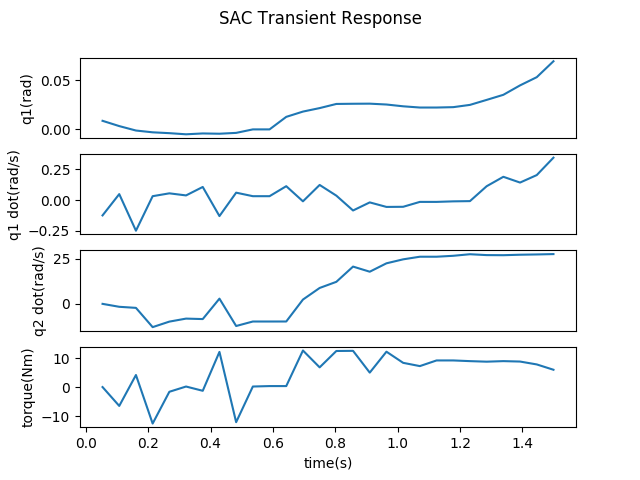 SAC Transient Response
q1(rad)
0.05
0.00
q1 dot(rad/s)
0.25
0.00
−0.25
q2 dot(rad/s)
25
0
torque(Nm)
10
0
−10
0.0 0.2 0.4 0.6 0.8 1.0 1.2 1.4
time(s)